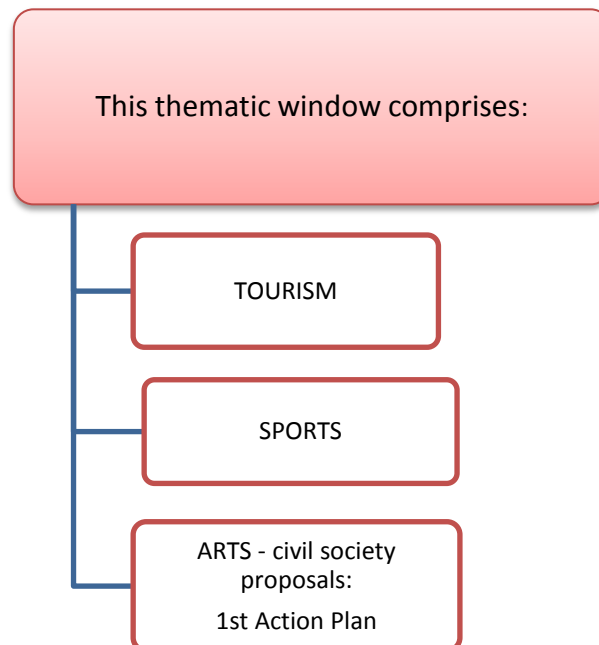 This thematic window comprises:
TOURISM
SPORTS
ARTS - civil society
proposals:
1st Action Plan